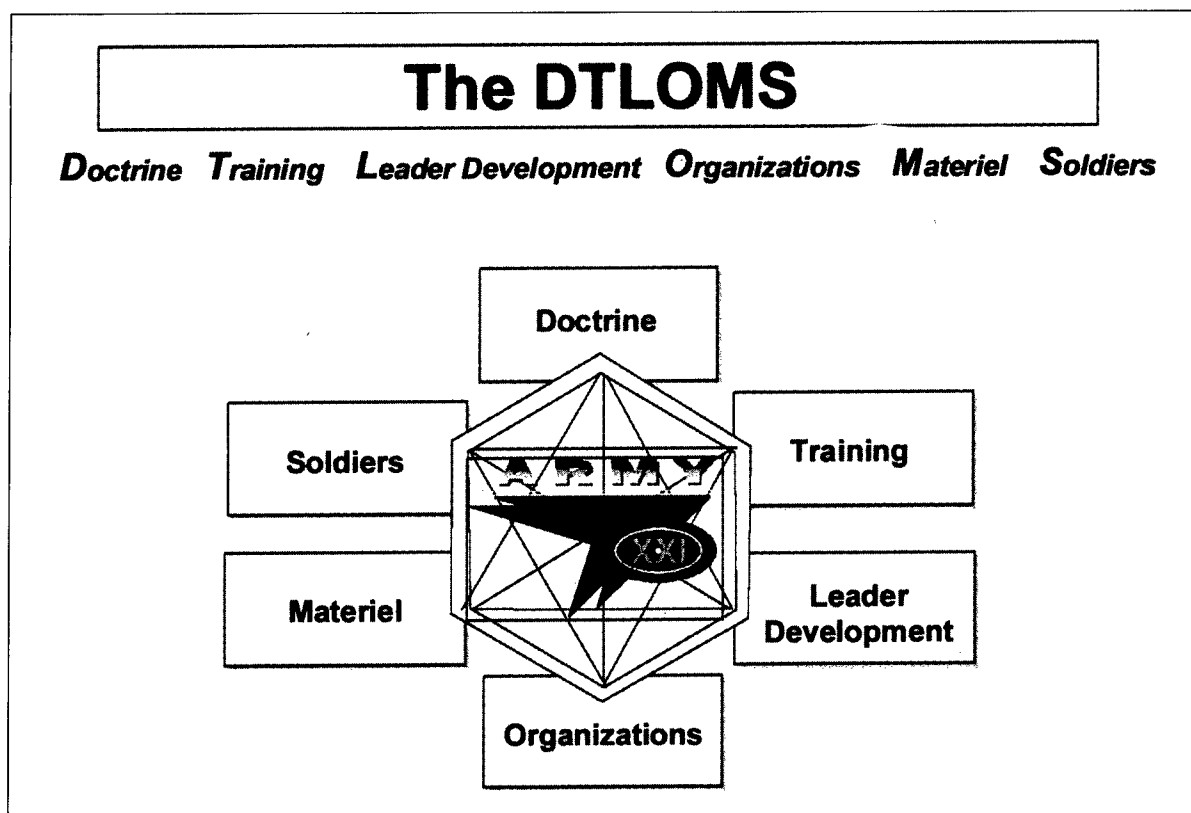 The DTLOMS
Doctrine Training Leader Development Organizations Materiel Soldiers
Doctrine
Soldiers
Training
ARMY
XXI
Materiel
Leader
Development
Organizations